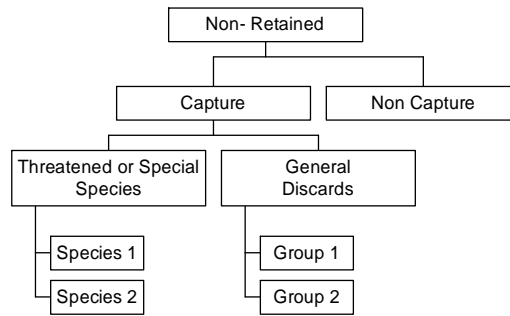 Non- Retained
Capture
Non Capture
Threatened or Special
Species
General
Discards
Species 1
Group 1
Species 2
Group 2